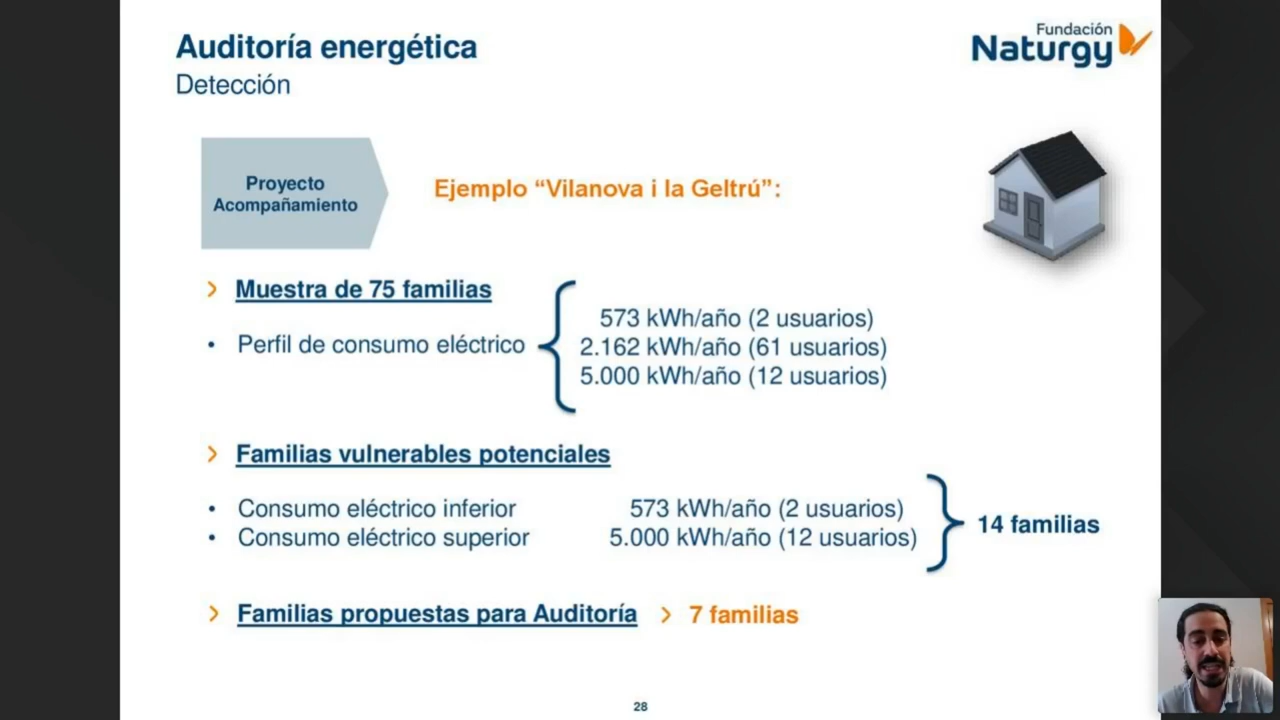 Auditoría energética
Detección
Fundación
Naturgy
Proyecto
Acompañamiento
Ejemplo “Vilanova i la Geltrú”:
Muestra de 75 familias
• Perfil de consumo eléctrico
573 kWh/año (2 usuarios)
2.162 kWh/año (61 usuarios)
5.000 kWh/año (12 usuarios)
Familias vulnerables potenciales
• Consumo eléctrico inferior 573 kWh/año (2 usuarios)
• Consumo eléctrico superior 5.000 kWh/año (12 usuarios)
14 familias
Familias propuestas para Auditoría > 7 familias
28